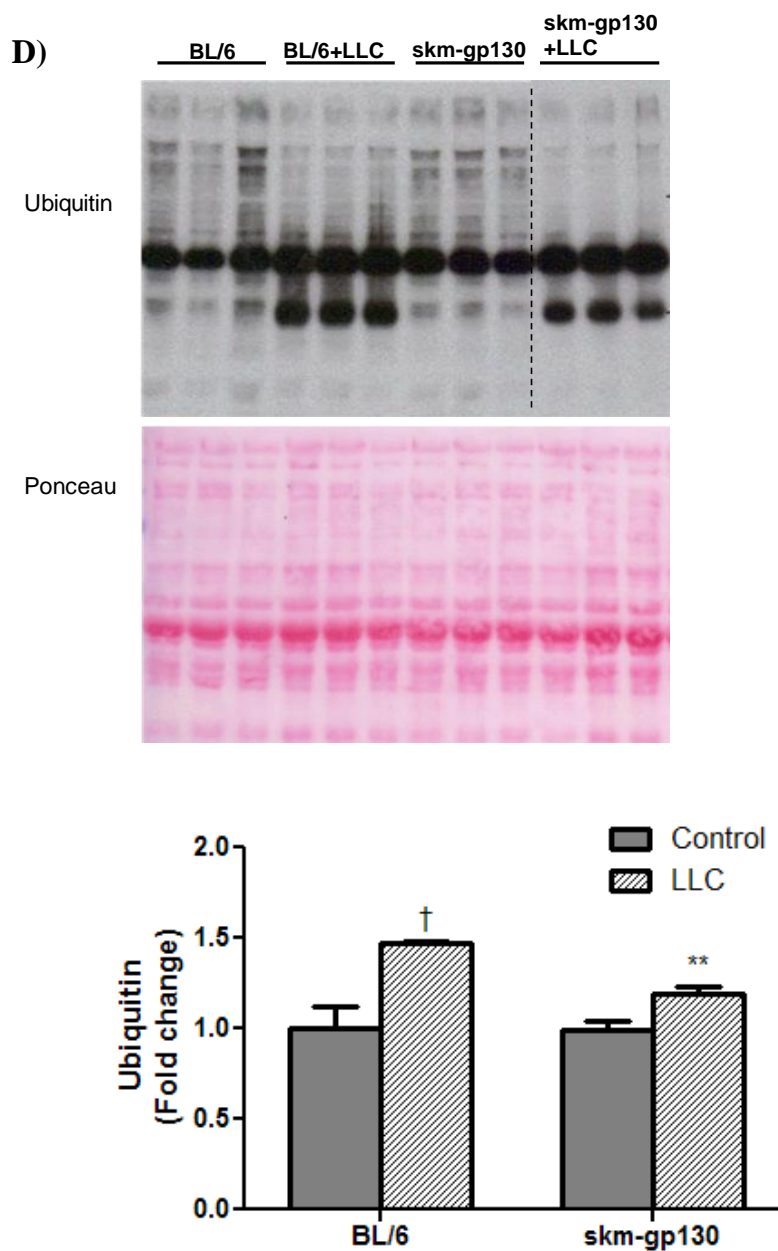 D)
BL/6 BL/6+LLC skm-gp130 skm-gp130
+LLC
Ubiquitin
Ponceau
Control
LLC
Ubiquitin
(Fold change)
2.0
1.5
1.0
0.5
0.0
†
**
BL/6 skm-gp130